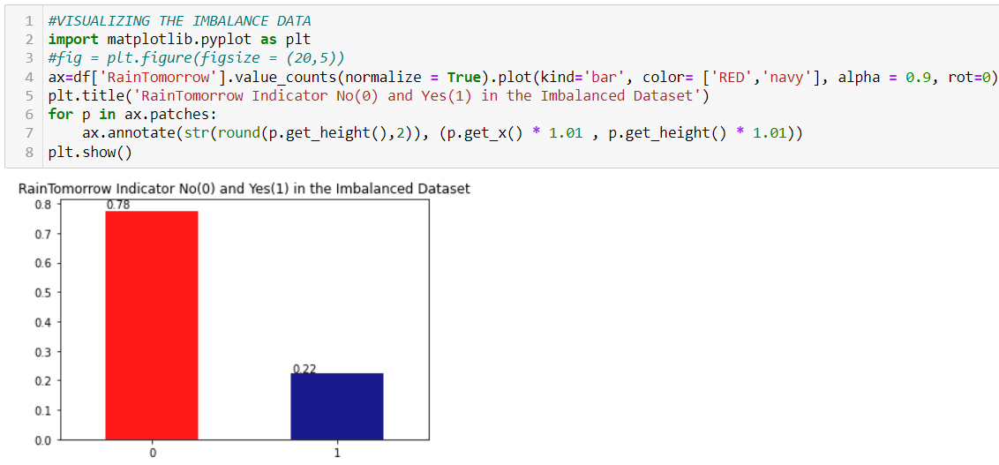 1 #VISUALIZING THE IMBALANCE DATA
2 import matplotlib.pyplot as plt
3 #fig = plt.figure(figsize = (20,5))
4 ax=df['RainTomorrow'].value_counts(normalize = True).plot(kind='bar', color= ['RED','navy'], alpha = 0.9, rot=0)
5 plt.title('RainTomorrow Indicator No(0) and Yes(1) in the Imbalanced Dataset')
6 for p in ax.patches:
7     ax.annotate(str(round(p.get_height(),2)), (p.get_x() * 1.01 , p.get_height() * 1.01))
8 plt.show()
RainTomorrow Indicator No(0) and Yes(1) in the Imbalanced Dataset
0.8
0.78
0.7
0.6
0.5
0.4
0.3
0.22
0.2
0.1
0.0
0 1